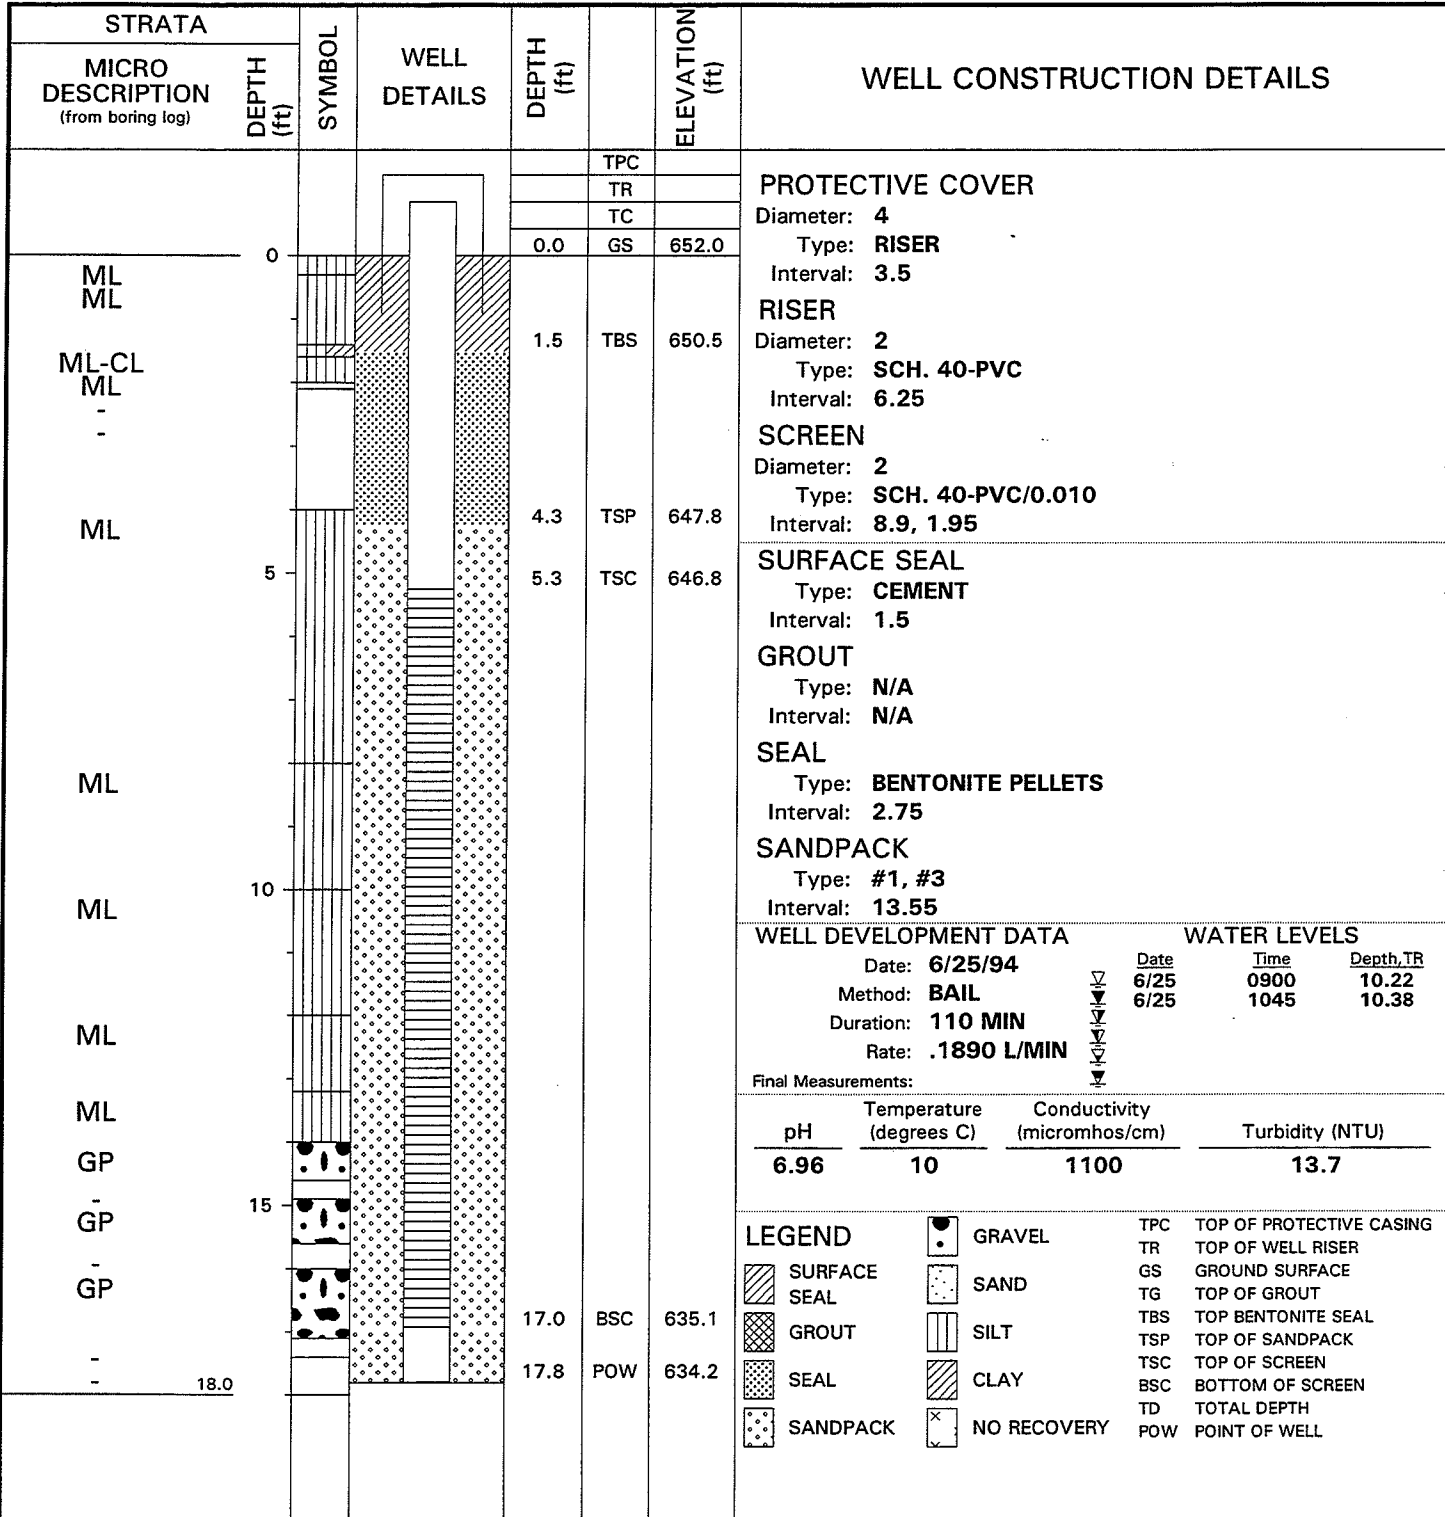 STRATA
MICRO
DESCRIPTION
(from boring log)
DEPTH
(ft)
SYMBOL
WELL
DETAILS
DEPTH
(ft)
ELEVATION
(ft)
WELL CONSTRUCTION DETAILS
TPC
TR
TC
0.0 GS 652.0
0
ML
ML
1.5 TBS 650.5
ML-CL
ML
-
-
4.3 TSP 647.8
ML
5
5.3 TSC 646.8
ML
10
ML
ML
ML
GP
-
15
GP
-
GP
17.0 BSC 635.1
-
17.8 POW 634.2
-
18.0
PROTECTIVE COVER
Diameter: 4
Type: RISER
Interval: 3.5
RISER
Diameter: 2
Type: SCH. 40-PVC
Interval: 6.25
SCREEN
Diameter: 2
Type: SCH. 40-PVC/0.010
Interval: 8.9, 1.95
SURFACE SEAL
Type: CEMENT
Interval: 1.5
GROUT
Type: N/A
Interval: N/A
SEAL
Type: BENTONITE PELLETS
Interval: 2.75
SANDPACK
Type: #1, #3
Interval: 13.55
WELL DEVELOPMENT DATA
Date: 6/25/94
Method: BAIL
Duration: 110 MIN
Rate: .1890 L/MIN
Final Measurements:
WATER LEVELS
Date Time Depth,TR
6/25 0900 10.22
6/25 1045 10.38
pH Temperature (degrees C) Conductivity (micromhos/cm) Turbidity (NTU)
6.96 10 1100 13.7
LEGEND
SURFACE
SEAL
GROUT
SEAL
SANDPACK
GRAVEL
SAND
SILT
CLAY
NO RECOVERY
TPC TOP OF PROTECTIVE CASING
TR TOP OF WELL RISER
GS GROUND SURFACE
TG TOP OF GROUT
TBS TOP BENTONITE SEAL
TSP TOP OF SANDPACK
TSC TOP OF SCREEN
BSC BOTTOM OF SCREEN
TD TOTAL DEPTH
POW POINT OF WELL